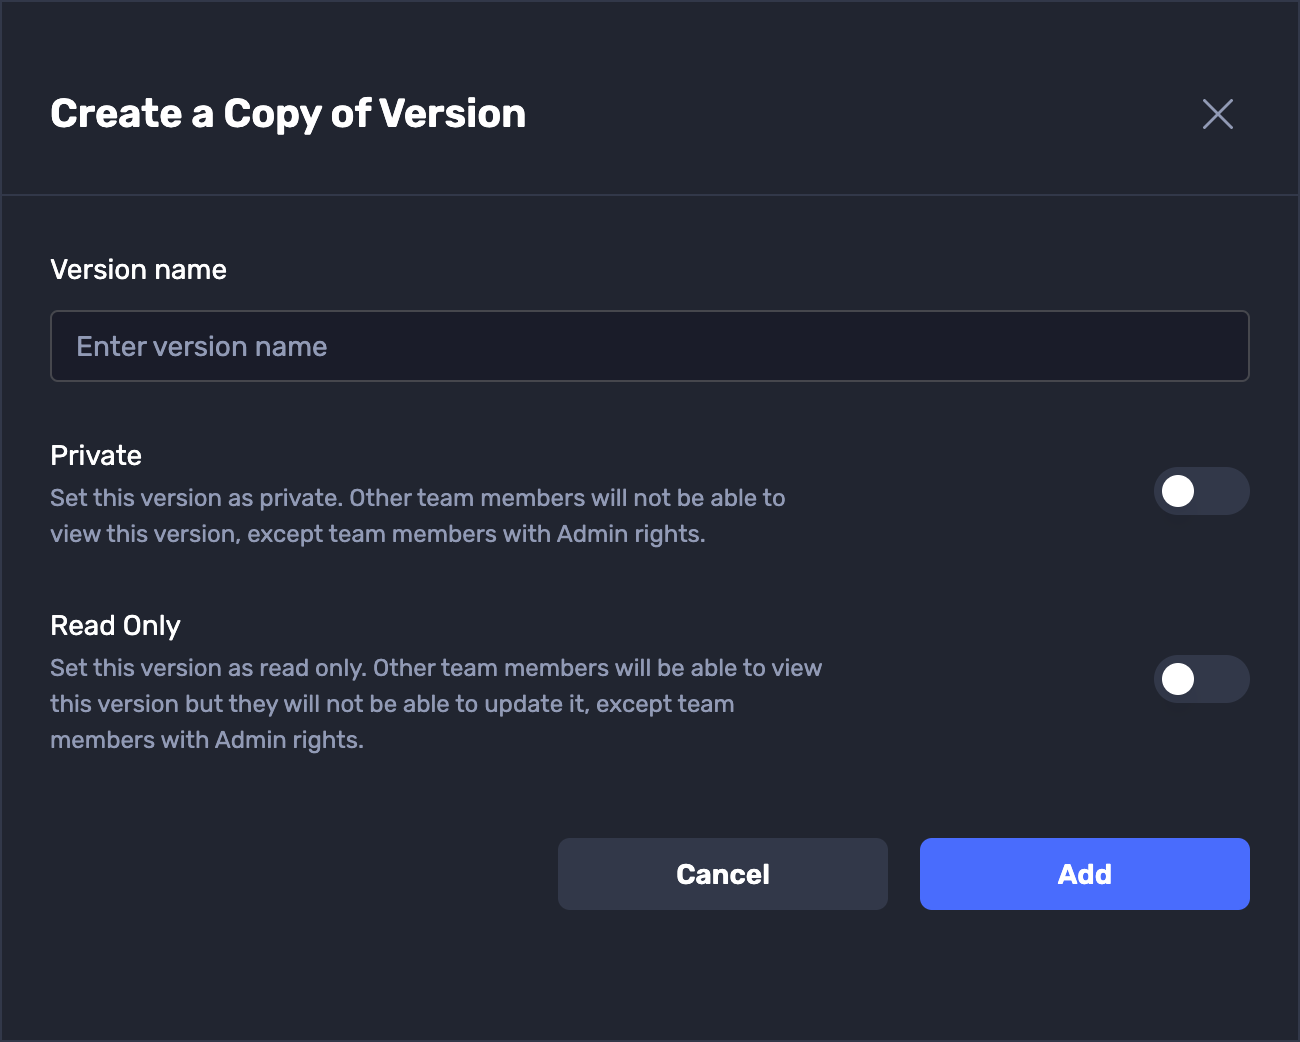 Create a Copy of Version
Version name
Enter version name
Private
Set this version as private. Other team members will not be able to
view this version, except team members with Admin rights.
Read Only
Set this version as read only. Other team members will be able to view
this version but they will not be able to update it, except team
members with Admin rights.
Cancel
Add